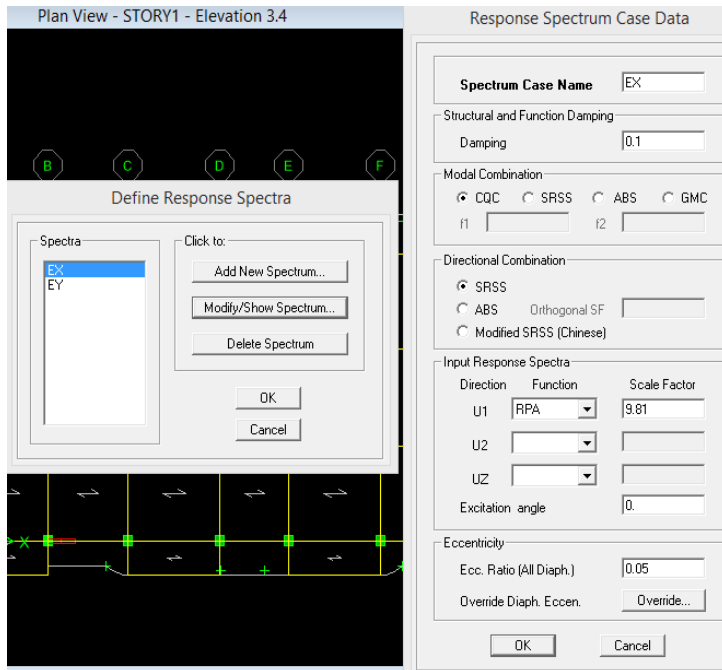 Plan View - STORY1 - Elevation 3.4
B C D E F
X
Define Response Spectra
Spectra
EX
EY
Click to:
Add New Spectrum...
Modify/Show Spectrum...
Delete Spectrum
OK
Cancel
Response Spectrum Case Data
Spectrum Case Name EX
Structural and Function Damping
Damping 0.1
Modal Combination
CQC SRSS ABS GMC
f1 f2
Directional Combination
SRSS
ABS Orthogonal SF
Modified SRSS (Chinese)
Input Response Spectra
Direction Function Scale Factor
U1 RPA 9.81
U2
UZ
Excitation angle 0.
Eccentricity
Ecc. Ratio (All Diaph.) 0.05
Override Diaph. Eccen. Override...
OK Cancel